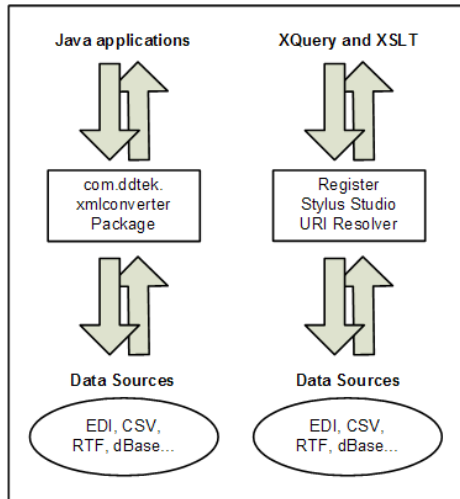 Java applications
com.ddtek.
xmlconverter
Package
Data Sources
EDI, CSV,
RTF, dBase...
XQuery and XSLT
Register
Stylus Studio
URI Resolver
Data Sources
EDI, CSV,
RTF, dBase...